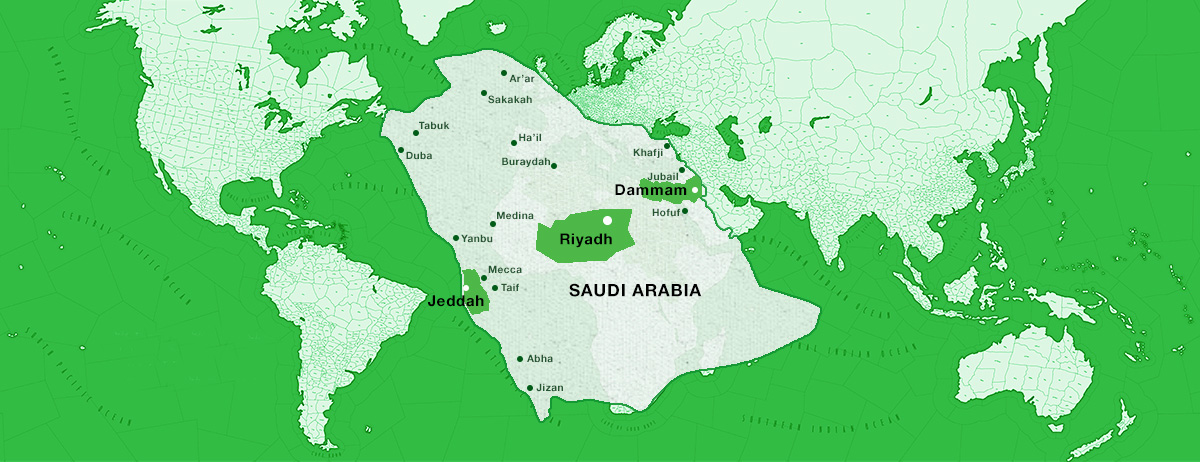 Ar'ar
Sakakah
Tabuk
Ha'il
Duba
Khafji
Buraydah
Jubail
Dammam
Hofuf
Medina
Yanbu
Riyadh
Mecca
Taif
SAUDI ARABIA
Jeddah
Abha
Jizan